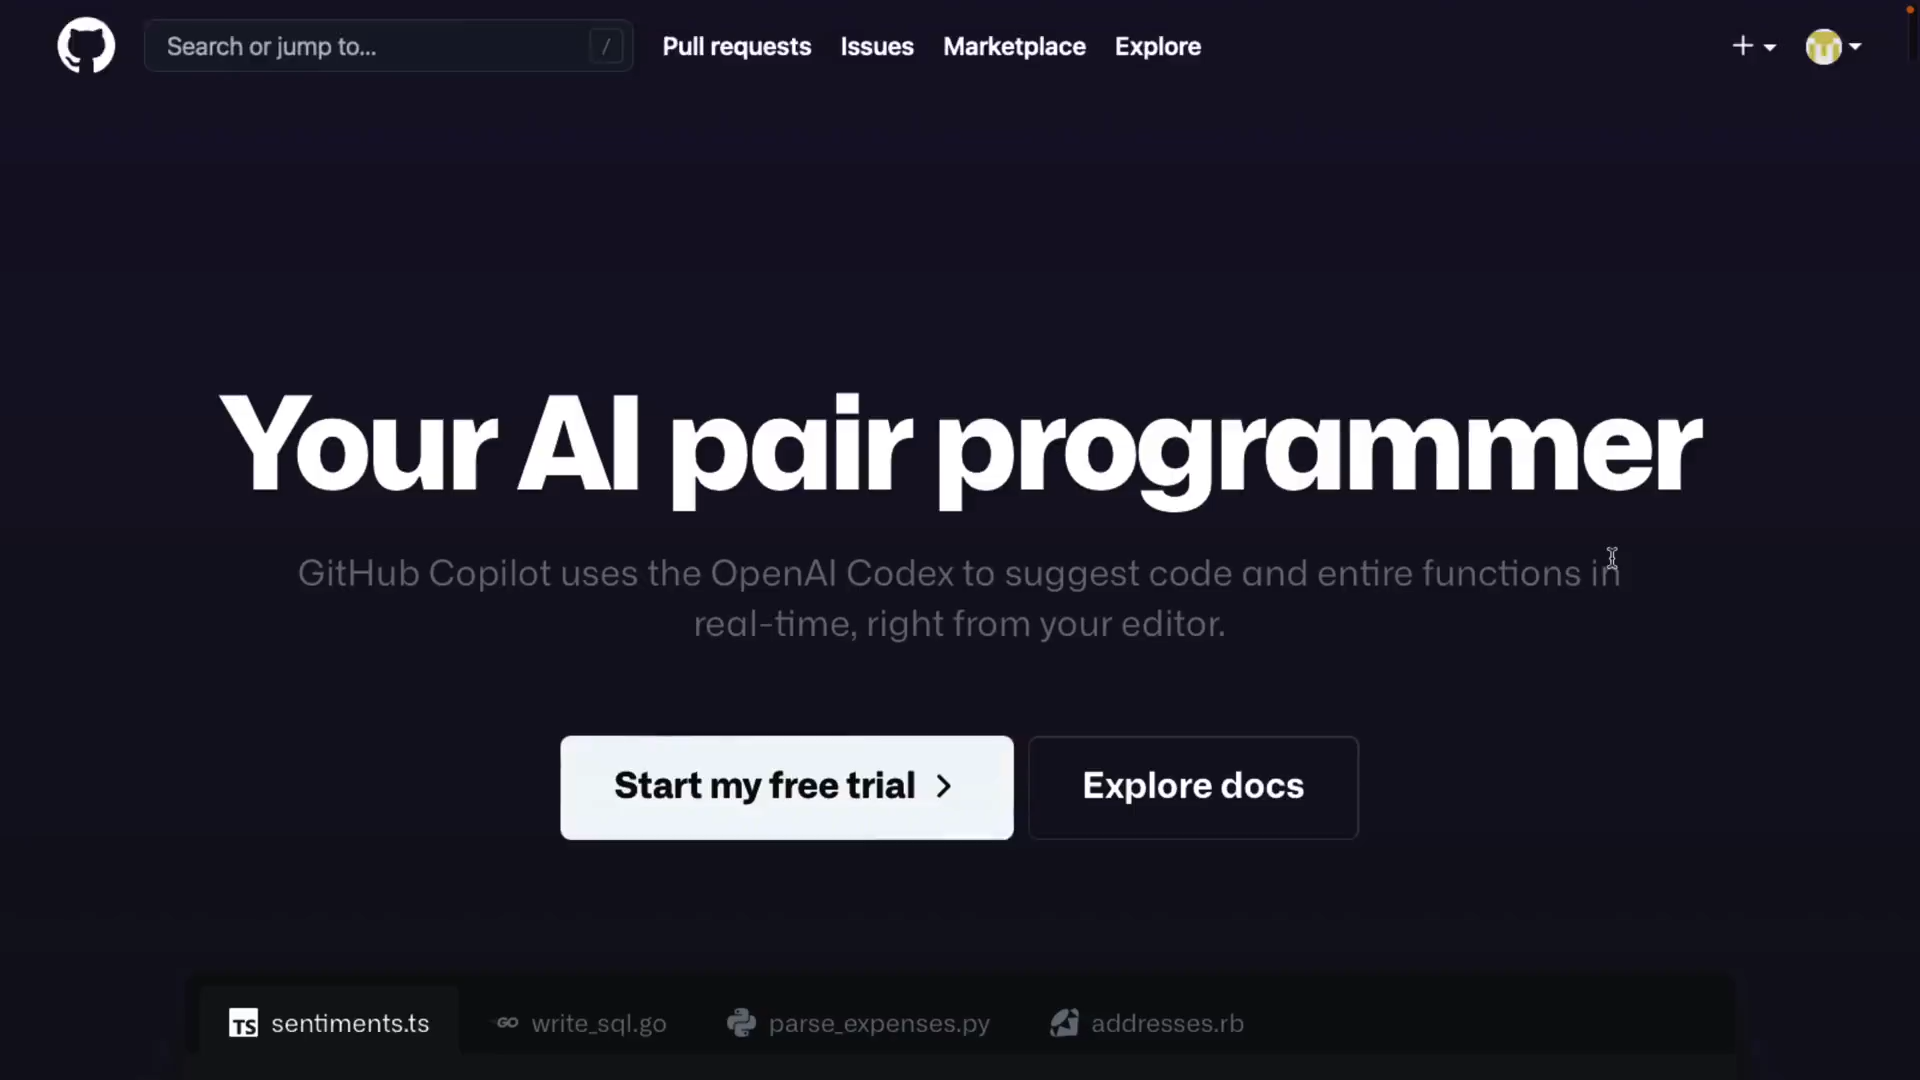 Search or jump to... /
Pull requests Issues Marketplace Explore
Your AI pair programmer
GitHub Copilot uses the OpenAI Codex to suggest code and entire functions in
real-time, right from your editor.
Start my free trial
Explore docs
TS sentiments.ts
GO write_sql.go
parse_expenses.py
addresses.rb